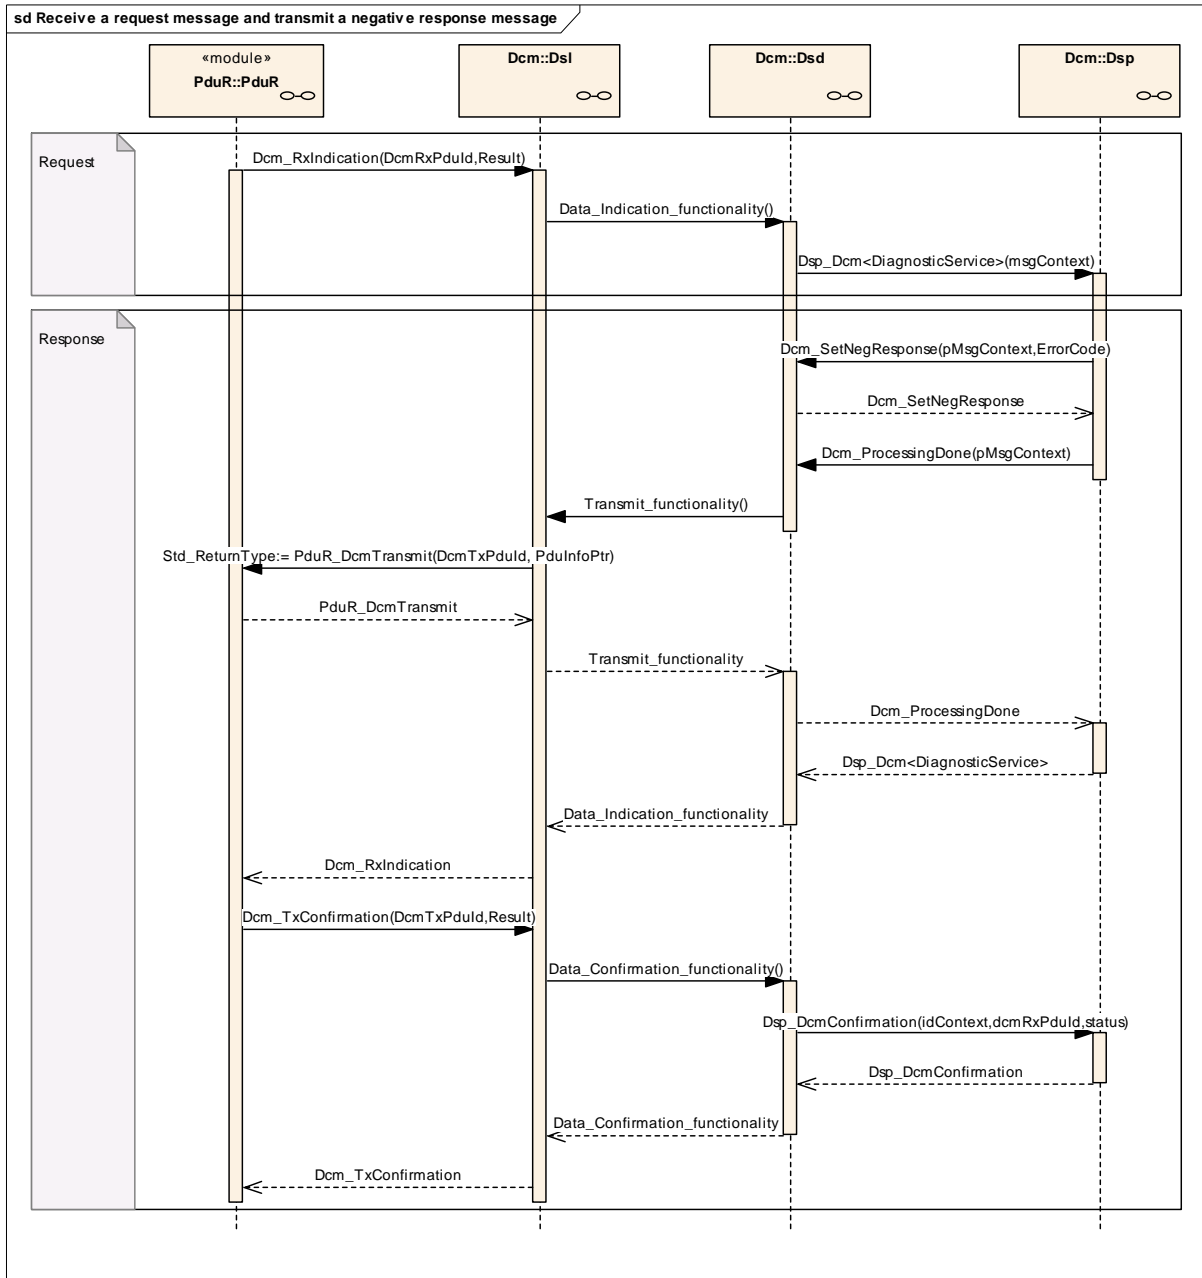 sd Receive a request message and transmit a negative response message
«module»
PduR::PduR
Dcm::Dsl
Dcm::Dsd
Dcm::Dsp
Request
Dcm_RxIndication(DcmRxPduId,Result)
Data_Indication_functionality()
Dsp_Dcm<DiagnosticService>(msgContext)
Response
Dcm_SetNegResponse(pMsgContext,ErrorCode)
Dcm_SetNegResponse
Dcm_ProcessingDone(pMsgContext)
Transmit_functionality()
Std_ReturnType:= PduR_DcmTransmit(DcmTxPduId, PduInfoPtr)
PduR_DcmTransmit
Transmit_functionality
Dcm_ProcessingDone
Dsp_Dcm<DiagnosticService>
Data_Indication_functionality
Dcm_RxIndication
Dcm_TxConfirmation(DcmTxPduId,Result)
Data_Confirmation_functionality()
Dsp_DcmConfirmation(idContext,dcmRxPduId,status)
Dsp_DcmConfirmation
Data_Confirmation_functionality
Dcm_TxConfirmation